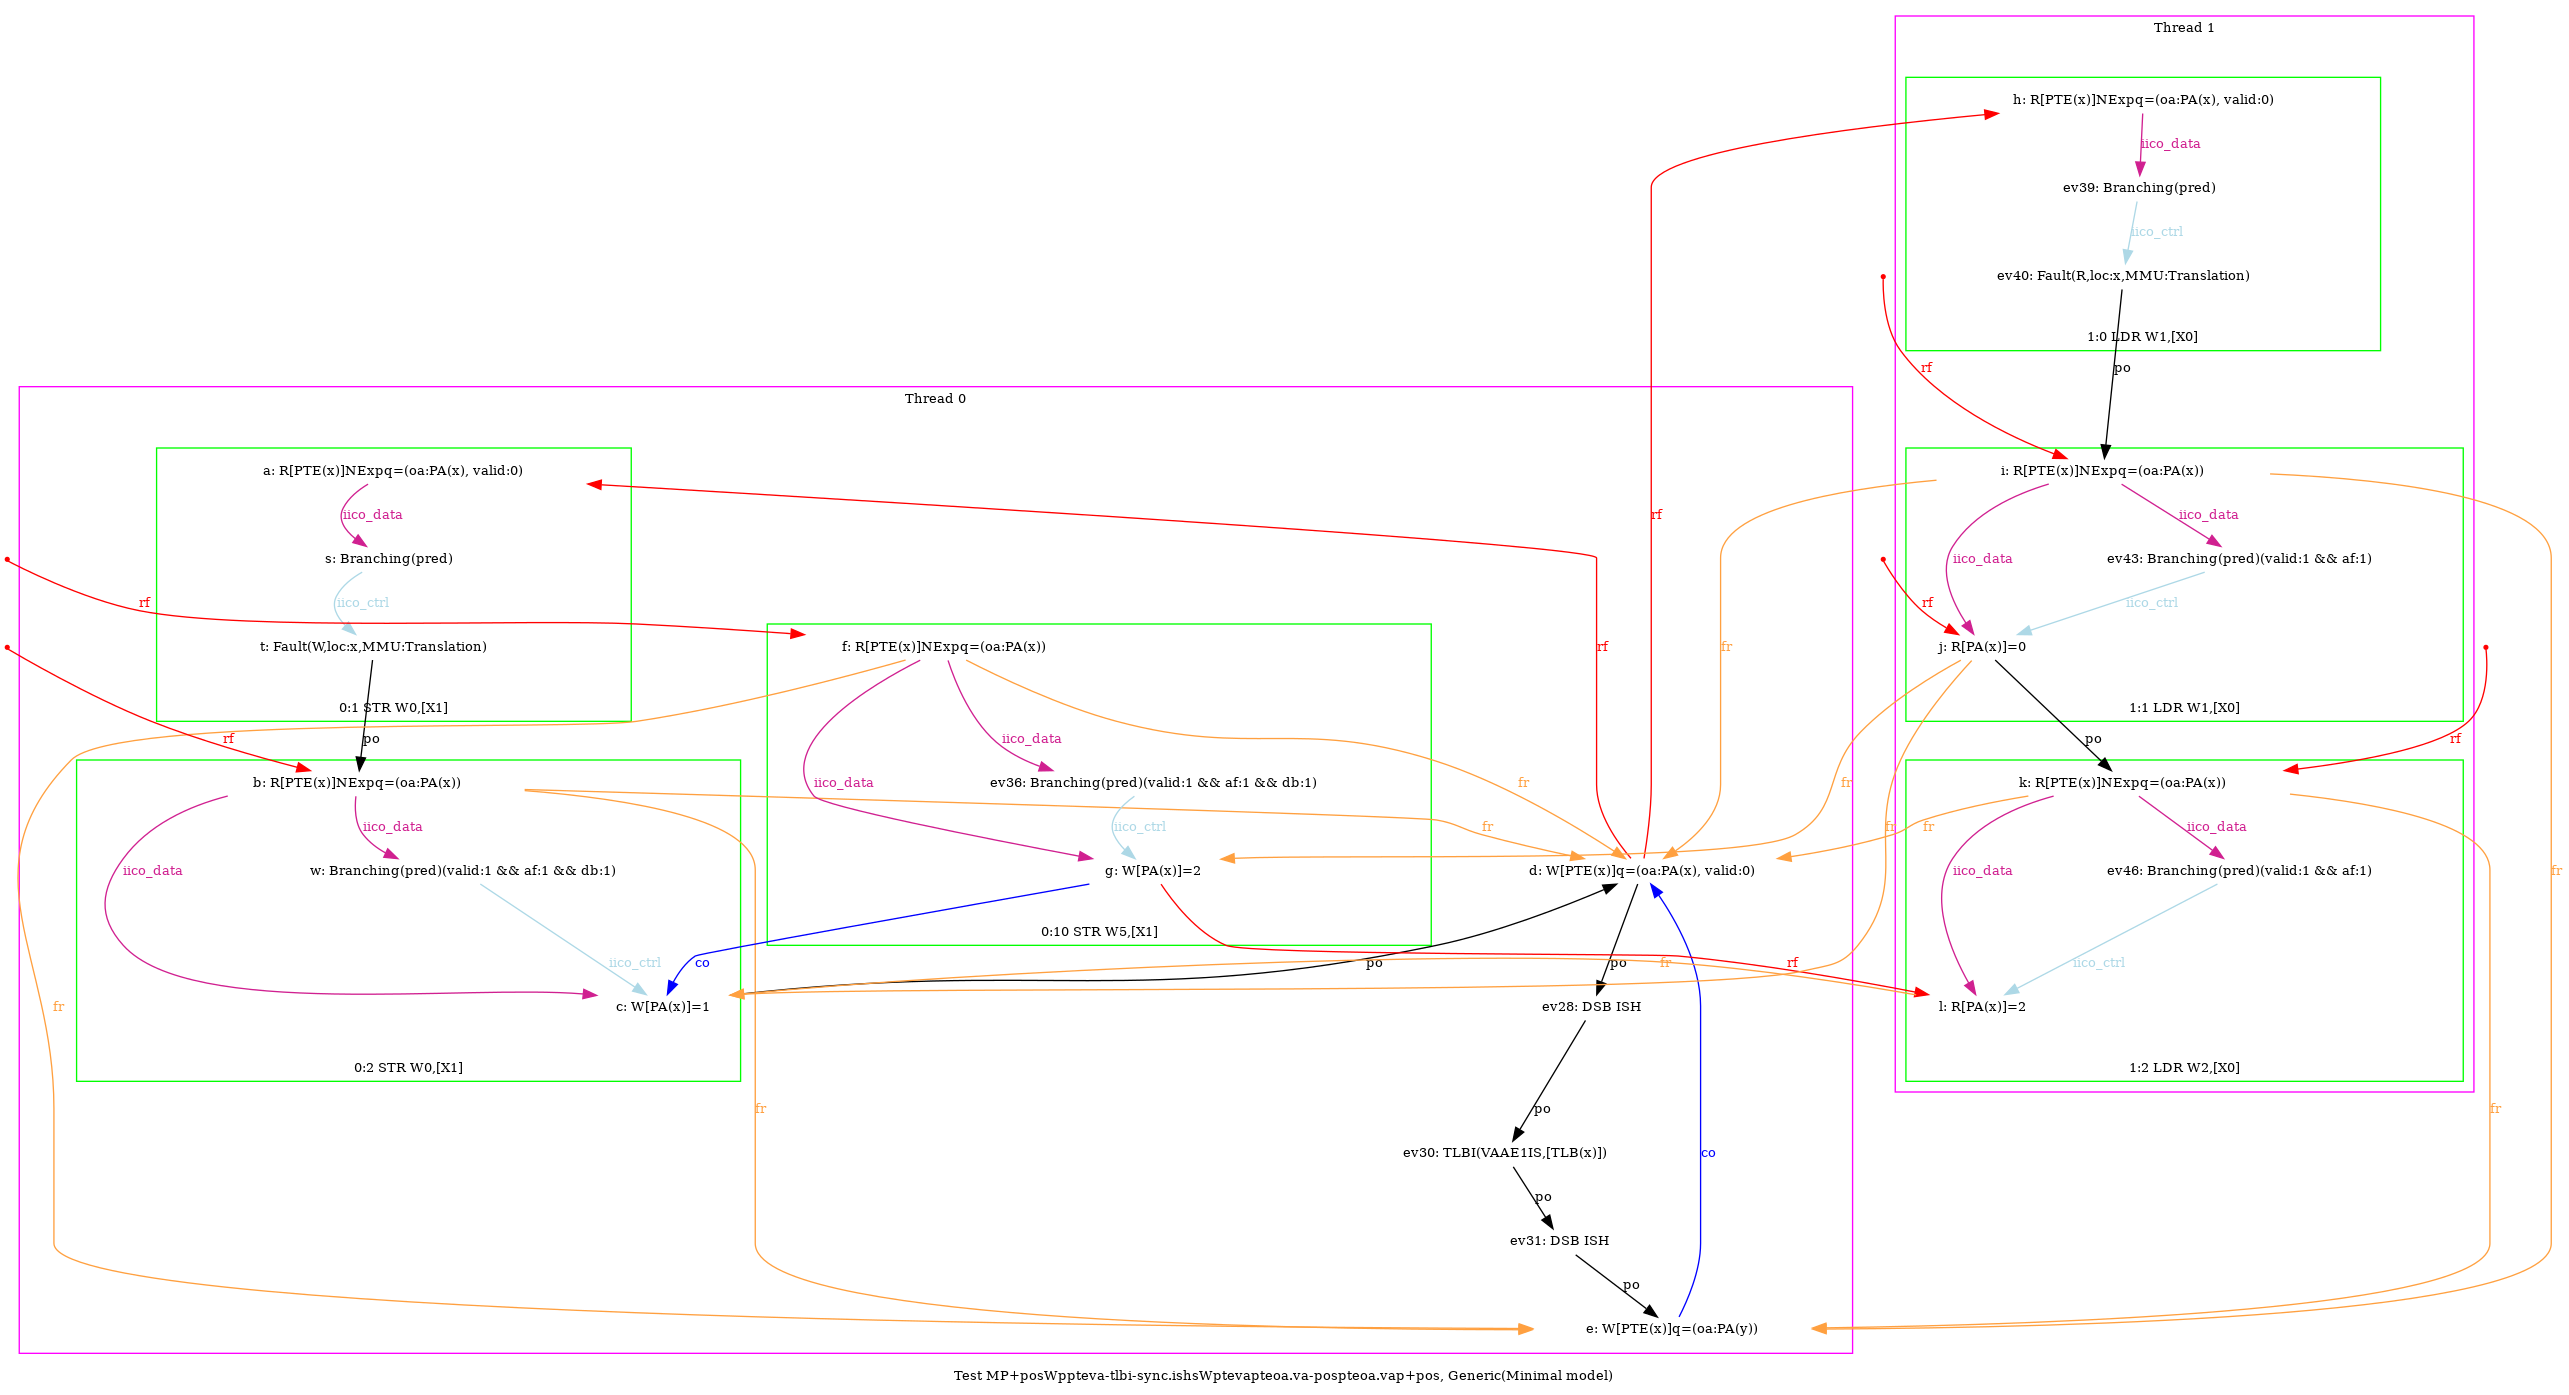 Thread 1
h: R[PTE(x)]NExpq=(oa:PA(x), valid:0)
iico_data
ev39: Branching(pred)
iico_ctrl
ev40: Fault(R,loc:x,MMU:Translation)
1:0 LDR W1,[X0]
rf
po
Thread 0
a: R[PTE(x)]NExpq=(oa:PA(x), valid:0)
i: R[PTE(x)]NExpq=(oa:PA(x))
iico_data
rf
iico_data
s: Branching(pred)
iico_data
ev43: Branching(pred)(valid:1 && af:1)
rf
iico_ctrl
rf
iico_ctrl
t: Fault(W,loc:x,MMU:Translation)
f: R[PTE(x)]NExpq=(oa:PA(x))
rf
fr
j: R[PA(x)]=0
0:1 STR W0,[X1]
1:1 LDR W1,[X0]
rf
po
iico_data
po
rf
b: R[PTE(x)]NExpq=(oa:PA(x))
iico_data
ev36: Branching(pred)(valid:1 && af:1 && db:1)
fr
fr
k: R[PTE(x)]NExpq=(oa:PA(x))
iico_data
iico_ctrl
fr
fr
fr
iico_data
iico_data
w: Branching(pred)(valid:1 && af:1 && db:1)
g: W[PA(x)]=2
d: W[PTE(x)]q=(oa:PA(x), valid:0)
iico_data
ev46: Branching(pred)(valid:1 && af:1)
fr
0:10 STR W5,[X1]
iico_ctrl
co
po
po
fr
rf
iico_ctrl
fr
c: W[PA(x)]=1
ev28: DSB ISH
l: R[PA(x)]=2
0:2 STR W0,[X1]
1:2 LDR W2,[X0]
fr
po
fr
ev30: TLBI(VAAE1IS,[TLB(x)])
co
po
ev31: DSB ISH
po
e: W[PTE(x)]q=(oa:PA(y))
Test MP+posWppteva-tlbi-sync.ishsWptevapteoa.va-pospteoa.vap+pos, Generic(Minimal model)